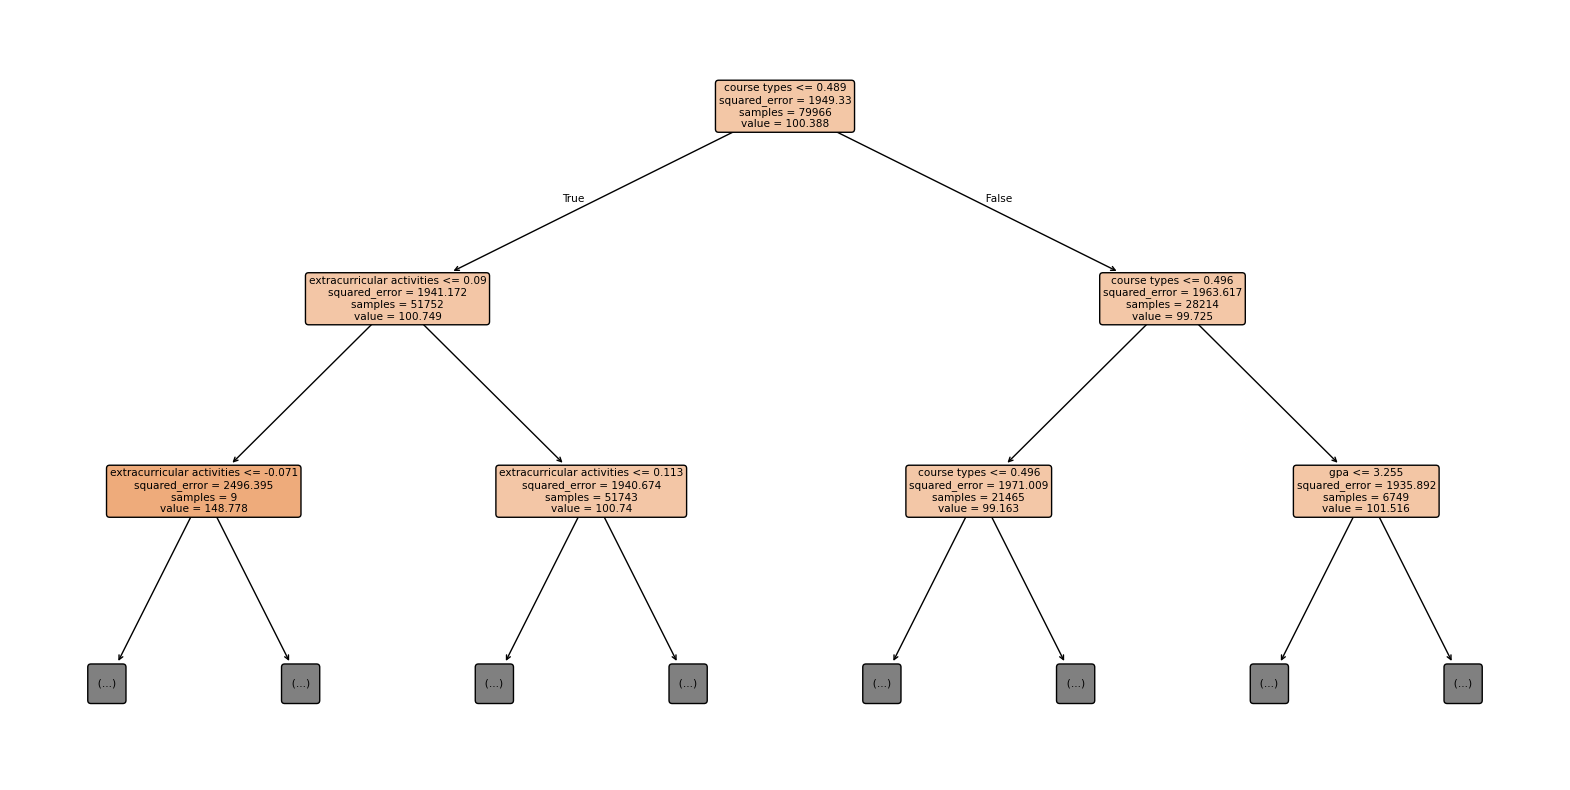 course types <= 0.489
squared_error = 1949.33
samples = 79966
value = 100.388
True
False
extracurricular activities <= 0.09
squared_error = 1941.172
samples = 51752
value = 100.749
course types <= 0.496
squared_error = 1963.617
samples = 28214
value = 99.725
extracurricular activities <= -0.071
squared_error = 2496.395
samples = 9
value = 148.778
extracurricular activities <= 0.113
squared_error = 1940.674
samples = 51743
value = 100.74
course types <= 0.496
squared_error = 1971.009
samples = 21465
value = 99.163
gpa <= 3.255
squared_error = 1935.892
samples = 6749
value = 101.516
(...)
(...)
(...)
(...)
(...)
(...)
(...)
(...)